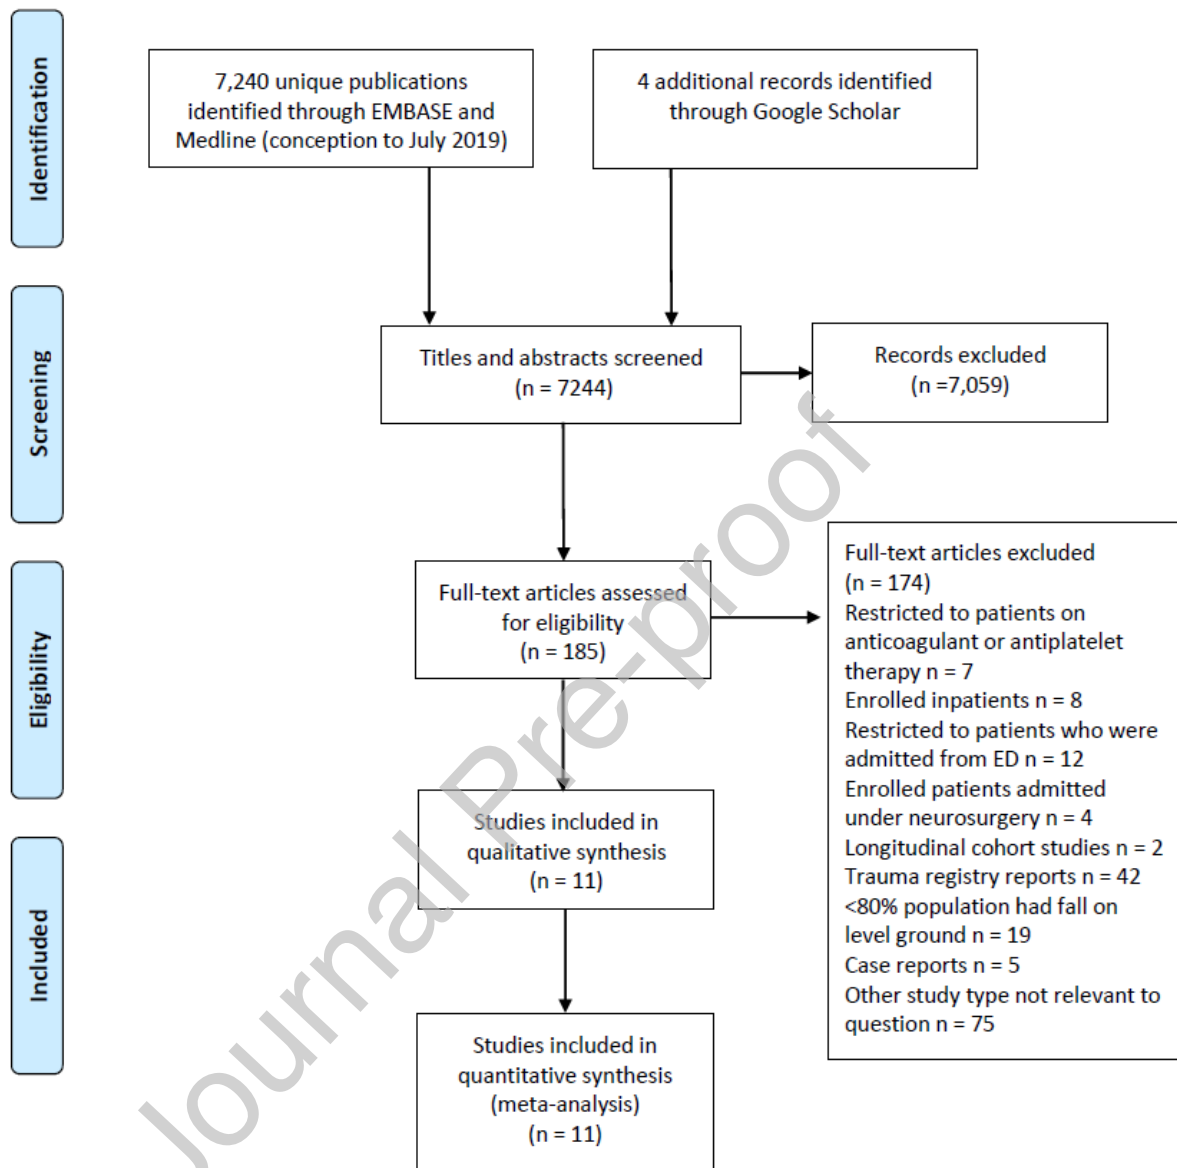 Identification
7,240 unique publications
identified through EMBASE and
Medline (conception to July 2019)
4 additional records identified
through Google Scholar
Screening
Titles and abstracts screened
(n = 7244)
Records excluded
(n =7,059)
Eligibility
Full-text articles assessed
for eligibility
(n = 185)
Full-text articles excluded
(n = 174)
Restricted to patients on
anticoagulant or antiplatelet
therapy n = 7
Enrolled inpatients n = 8
Restricted to patients who were
admitted from ED n = 12
Enrolled patients admitted
under neurosurgery n = 4
Longitudinal cohort studies n = 2
Trauma registry reports n = 42
<80% population had fall on
level ground n = 19
Case reports n = 5
Other study type not relevant to
question n = 75
Included
Studies included in
qualitative synthesis
(n = 11)
Studies included in
quantitative synthesis
(meta-analysis)
(n = 11)
Journal Pre-proof